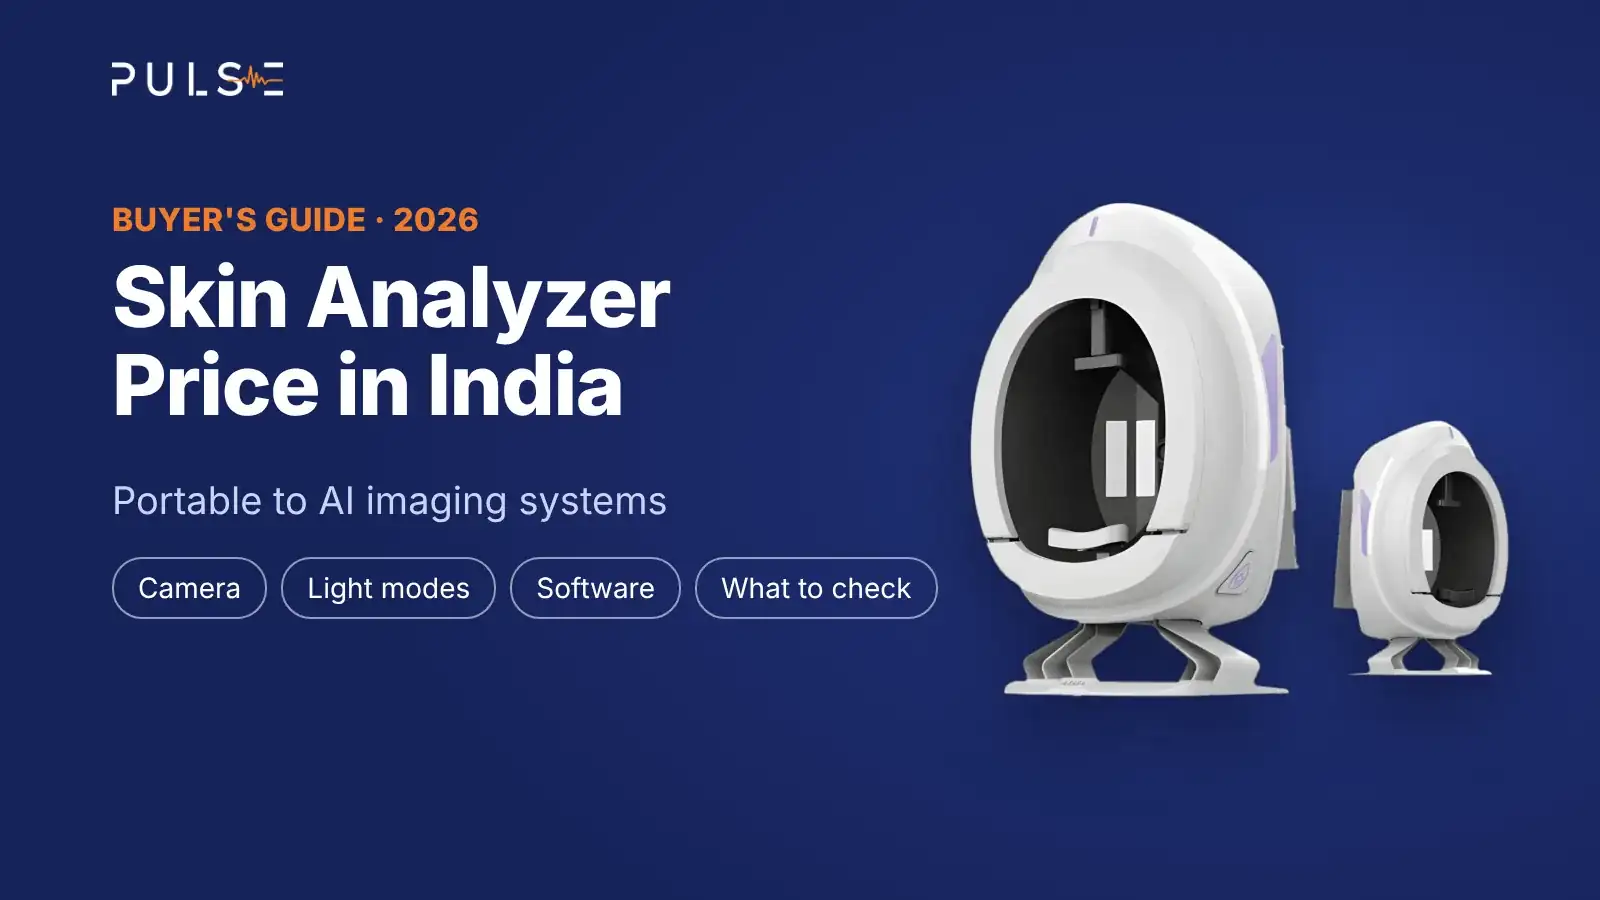 PULSE
BUYER'S GUIDE · 2026
Skin Analyzer
Price in India
Portable to AI imaging systems
Camera
Light modes
Software
What to check